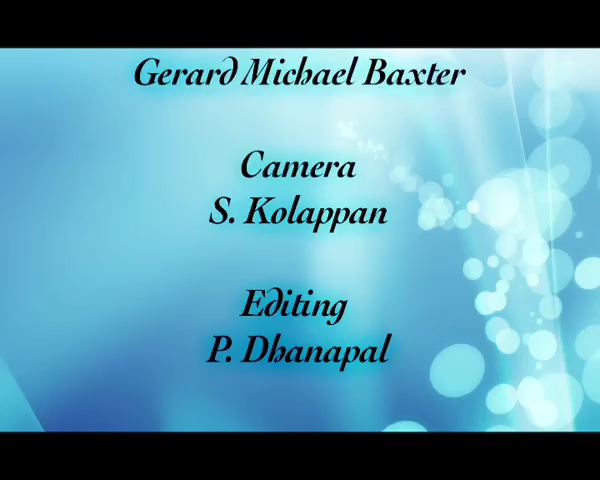 Gerard Michael Baxter
Camera
S. Kolappan
Editing
P. Dhanapal